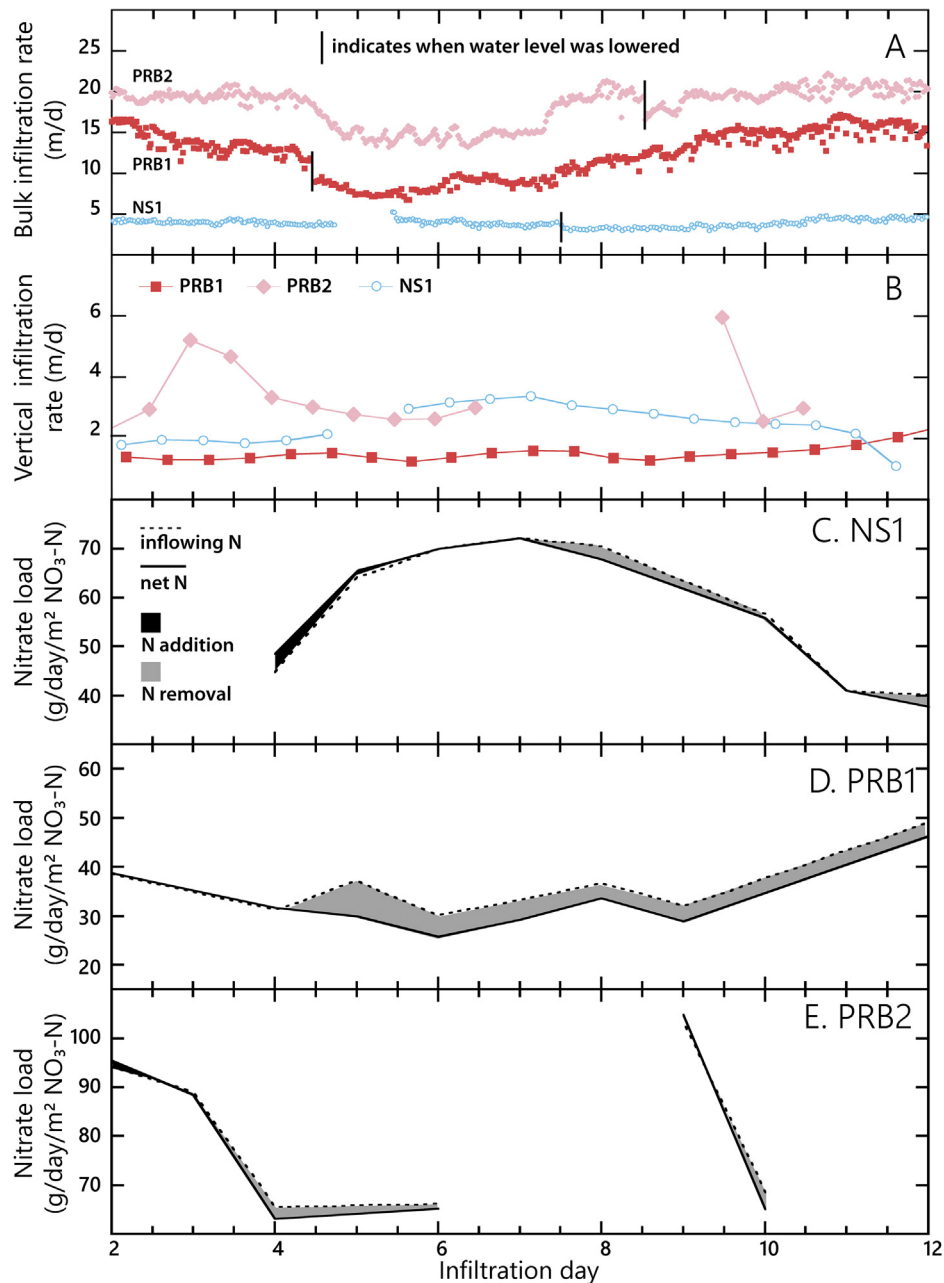 Bulk infiltration rate
(m/d)
25
20
15
10
5
indicates when water level was lowered
A
PRB2
PRB1
NS1
Vertical infiltration
rate (m/d)
6
4
2
PRB1
PRB2
NS1
B
Nitrate load
(g/day/m² NO₃-N)
70
60
50
40
inflowing N
net N
N addition
N removal
C. NS1
Nitrate load
(g/day/m² NO₃-N)
60
50
40
30
20
D. PRB1
Nitrate load
(g/day/m² NO₃-N)
100
90
80
70
E. PRB2
2
4
6
8
10
12
Infiltration day